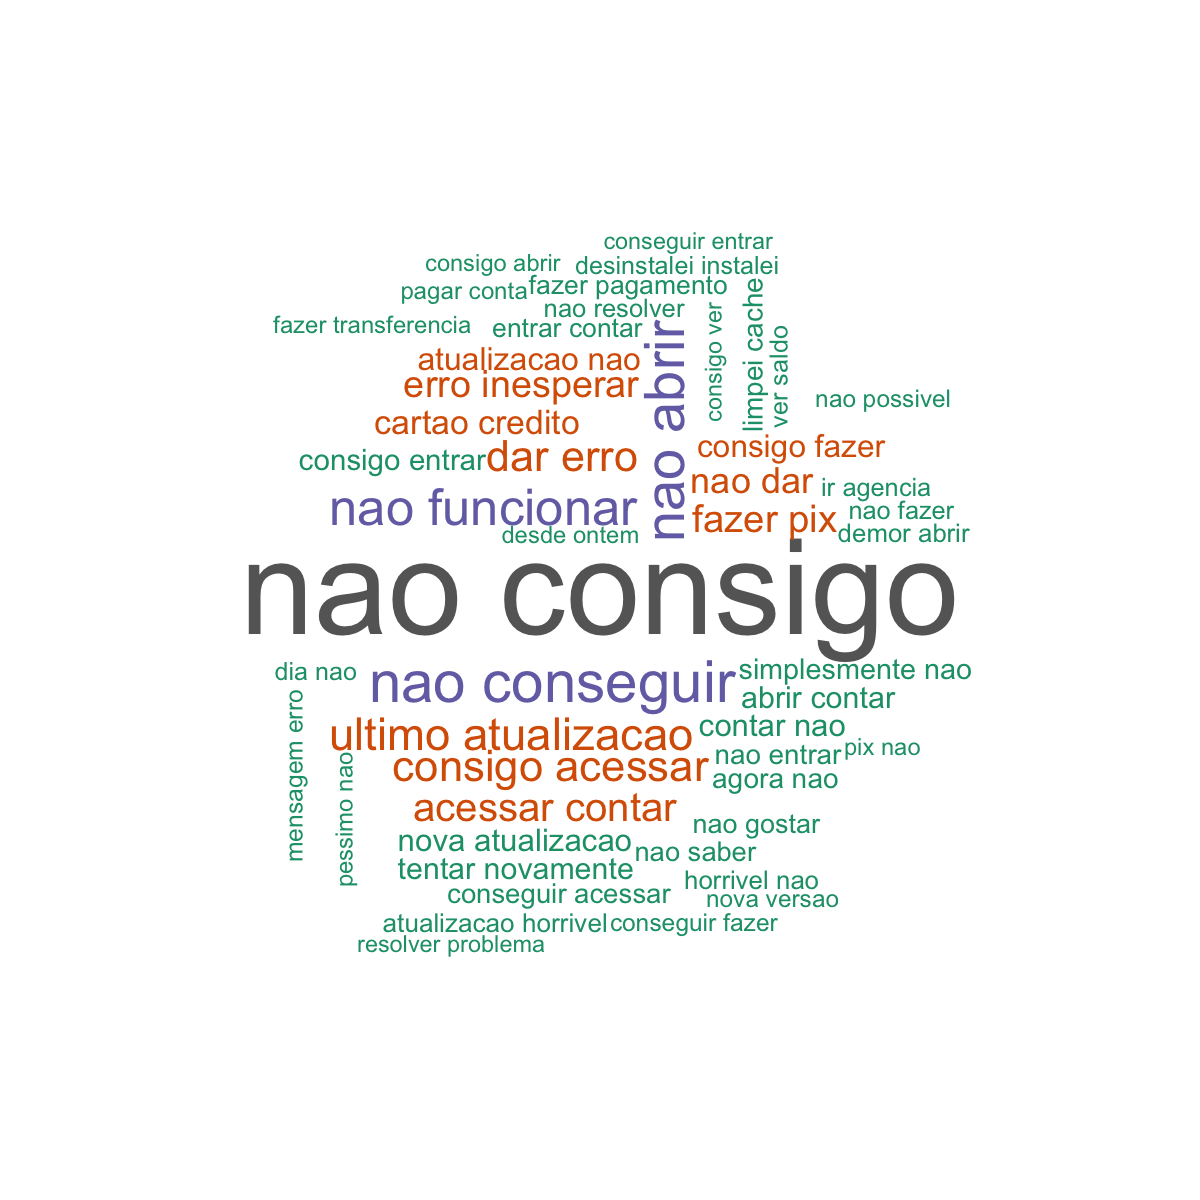 conseguir entrar
consigo abrir
desinstalei instalei
pagar conta
fazer pagamento
nao resolver
fazer transferencia
entrar contar
nao abrir
consigo ver
limpei cache
ver saldo
atualizacao nao
erro inesperar
nao possivel
cartao credito
consigo fazer
consigo entrar
dar erro
nao dar
ir agencia
nao funcionar
fazer pix
nao fazer
desde ontem
demor abrir
nao consigo
dia nao
nao conseguir
simplesmente nao
abrir contar
mensagem erro
ultimo atualizacao
contar nao
pix nao
nao entrar
consigo acessar
agora nao
pessimo nao
acessar contar
nao gostar
nova atualizacao
nao saber
tentar novamente
horrivel nao
conseguir acessar
nova versao
atualizacao horrivel
conseguir fazer
resolver problema